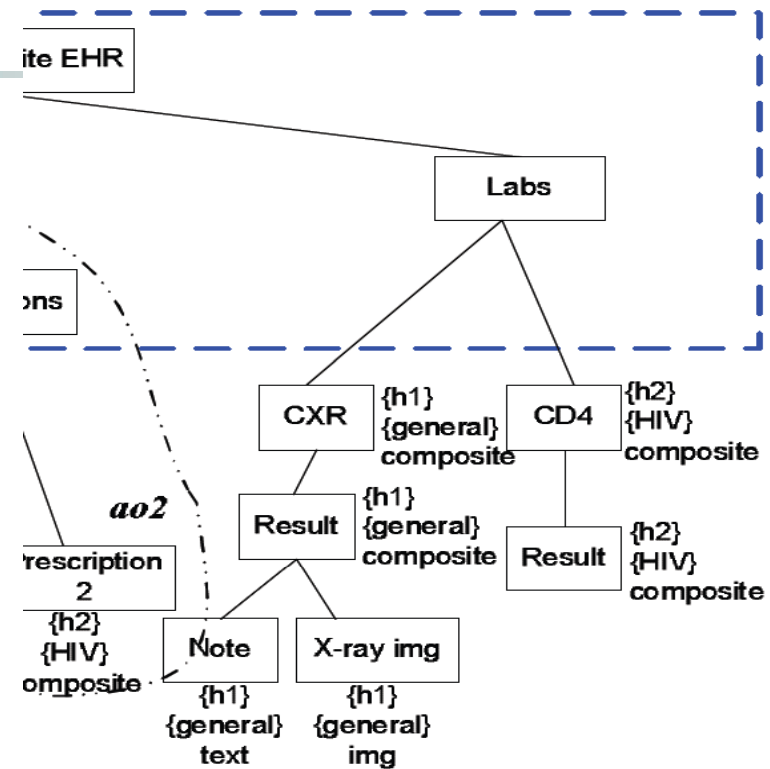 ite EHR
Labs
ons
CXR
{h1}
{general}
composite
CD4
{h2}
{HIV}
composite
ao2
Result
{h1}
{general}
composite
Result
{h2}
{HIV}
composite
rescription
2
{h2}
{HIV}
omposite
Note
{h1}
{general}
text
X-ray img
{h1}
{general}
img